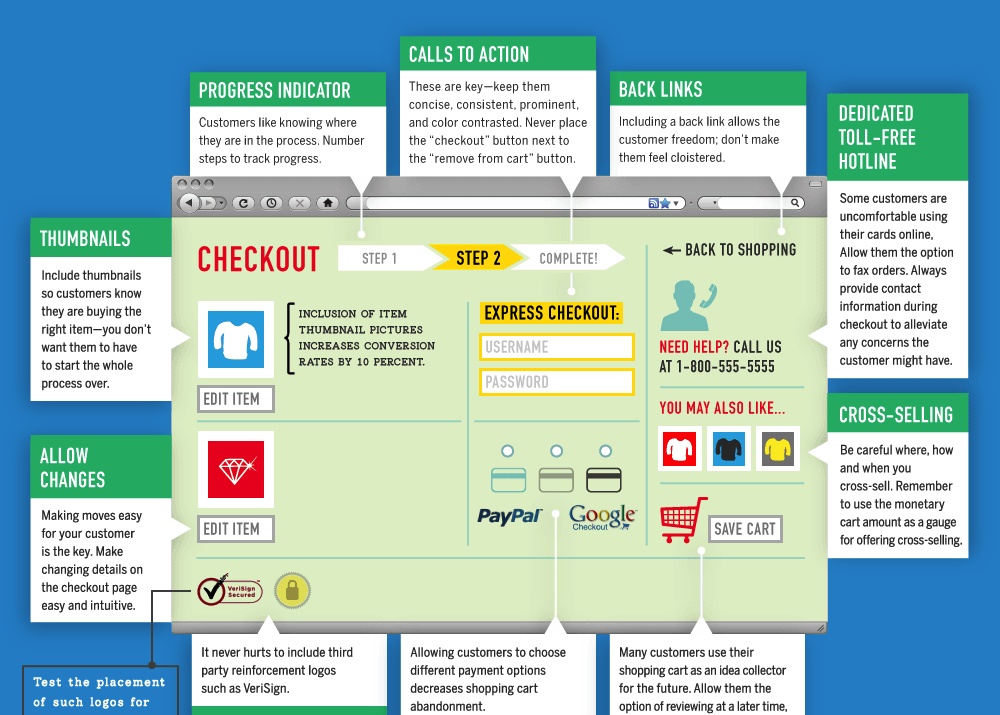 CALLS TO ACTION
These are key—keep them
concise, consistent, prominent,
and color contrasted. Never place
the “checkout” button next to
the “remove from cart” button.
PROGRESS INDICATOR
Customers like knowing where
they are in the process. Number
steps to track progress.
BACK LINKS
Including a back link allows the
customer freedom; don’t make
them feel cloistered.
DEDICATED
TOLL-FREE
HOTLINE
Some customers are
uncomfortable using
their cards online,
Allow them the option
to fax orders. Always
provide contact
information during
checkout to alleviate
any concerns the
customer might have.
THUMBNAILS
Include thumbnails
so customers know
they are buying the
right item—you don’t
want them to have
to start the whole
process over.
CHECKOUT
STEP 1
STEP 2
COMPLETE!
BACK TO SHOPPING
INCLUSION OF ITEM
THUMBNAIL PICTURES
INCREASES CONVERSION
RATES BY 10 PERCENT.
EDIT ITEM
EXPRESS CHECKOUT:
USERNAME
PASSWORD
NEED HELP? CALL US
AT 1-800-555-5555
YOU MAY ALSO LIKE...
CROSS-SELLING
Be careful where, how
and when you
cross-sell. Remember
to use the monetary
cart amount as a gauge
for offering cross-selling.
ALLOW
CHANGES
Making moves easy
for your customer
is the key. Make
changing details on
the checkout page
easy and intuitive.
EDIT ITEM
PayPal
Google
Checkout
SAVE CART
VeriSign
Secured
Test the placement
of such logos for
It never hurts to include third
party reinforcement logos
such as VeriSign.
Allowing customers to choose
different payment options
decreases shopping cart
abandonment.
Many customers use their
shopping cart as an idea collector
for the future. Allow them the
option of reviewing at a later time,